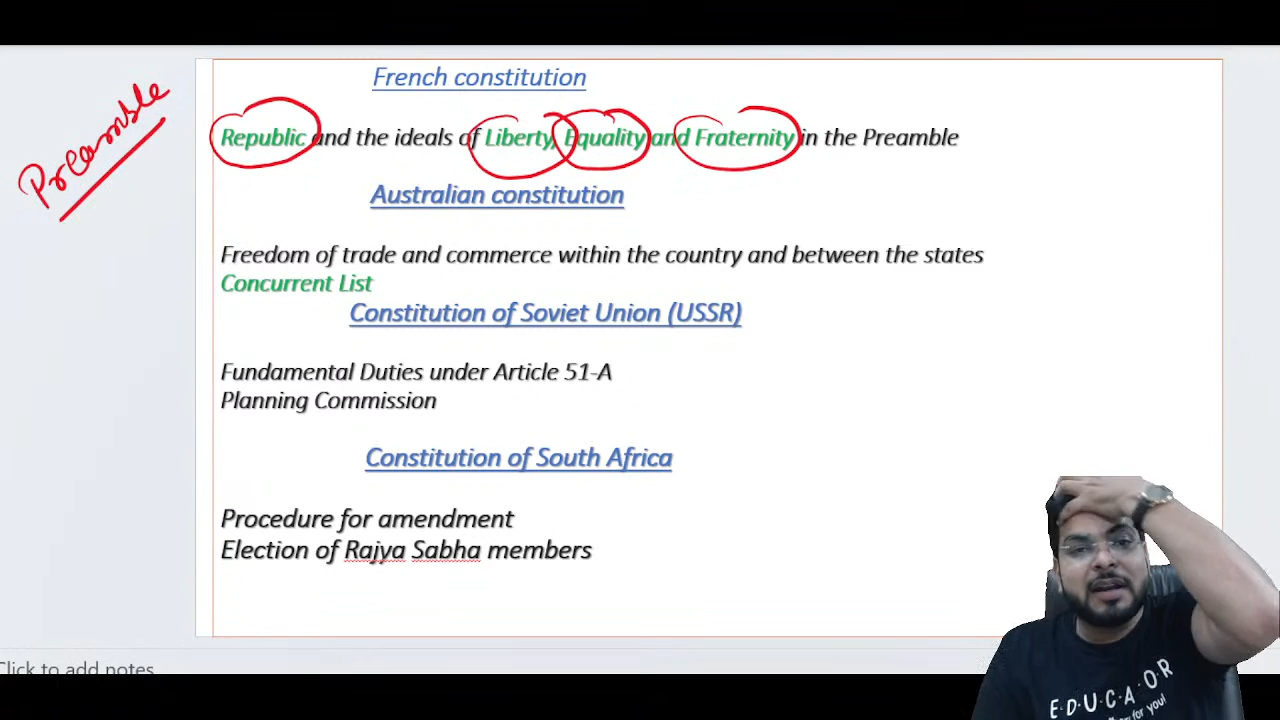 French constitution
Preamble
Republic and the ideals of Liberty, Equality and Fraternity in the Preamble
Australian constitution
Freedom of trade and commerce within the country and between the states
Concurrent List
Constitution of Soviet Union (USSR)
Fundamental Duties under Article 51-A
Planning Commission
Constitution of South Africa
Procedure for amendment
Election of Rajya Sabha members
Click to add notes
EDUCATOR
for you!